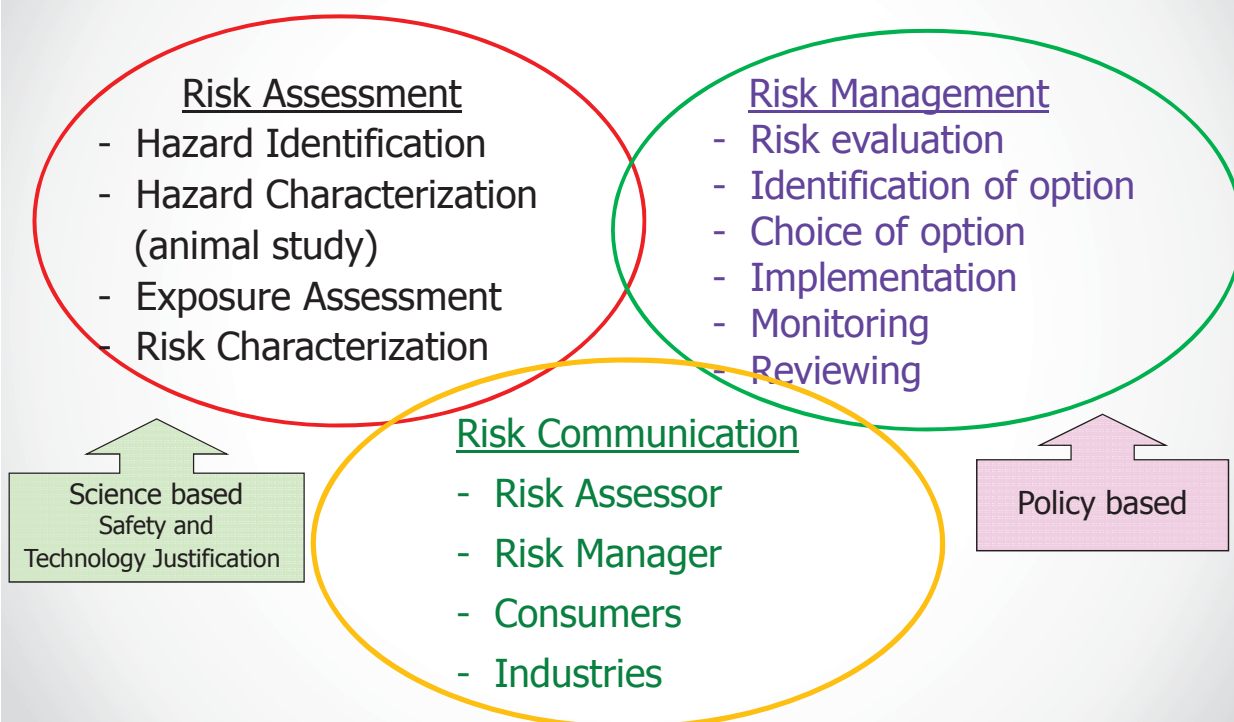 Risk Assessment
- Hazard Identification
- Hazard Characterization
(animal study)
- Exposure Assessment
- Risk Characterization
Risk Management
- Risk evaluation
- Identification of option
- Choice of option
- Implementation
- Monitoring
- Reviewing
Science based
Safety and
Technology Justification
Risk Communication
- Risk Assessor
- Risk Manager
- Consumers
- Industries
Policy based